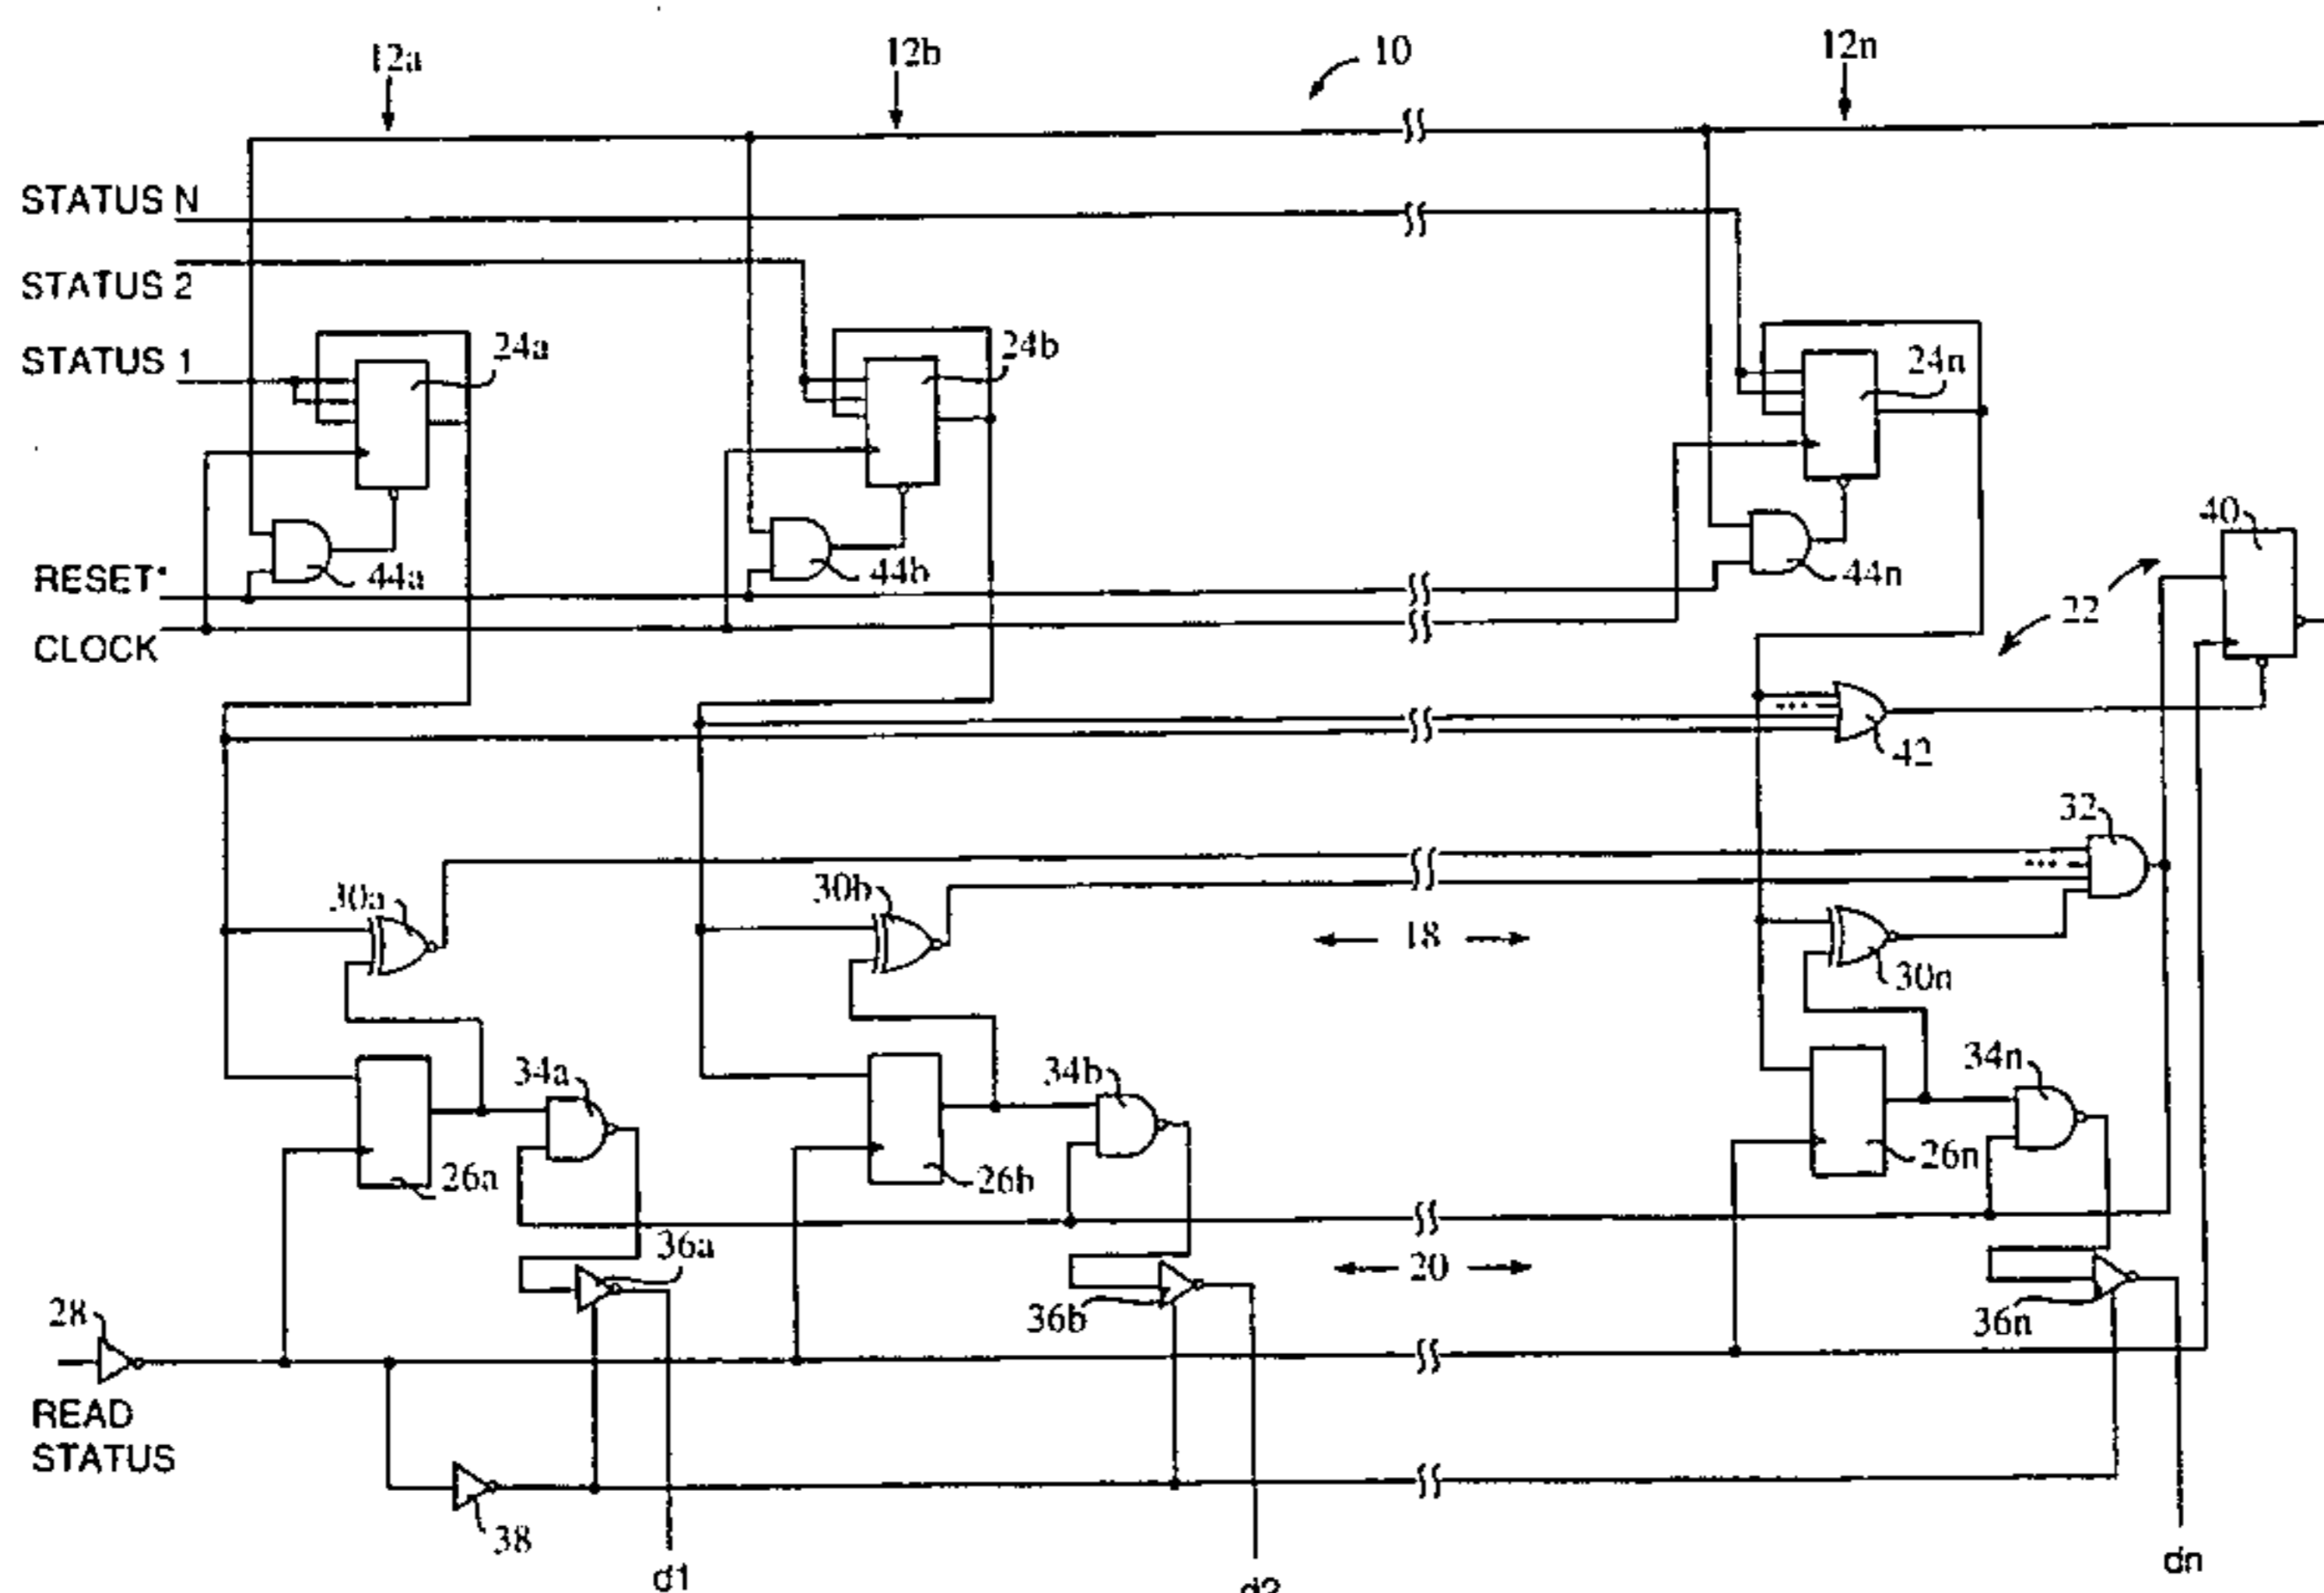 12a 12b 10 12n
STATUS N
STATUS 2
STATUS 1 24a 24b 24n
40
RESET* 44a 44b 44n
22
CLOCK
42
32
30a 30b
18
30n
34a 34b 34n
26a 26b 26n
36a 20
28 36b 36n
READ
STATUS
38
d1 d2 dn